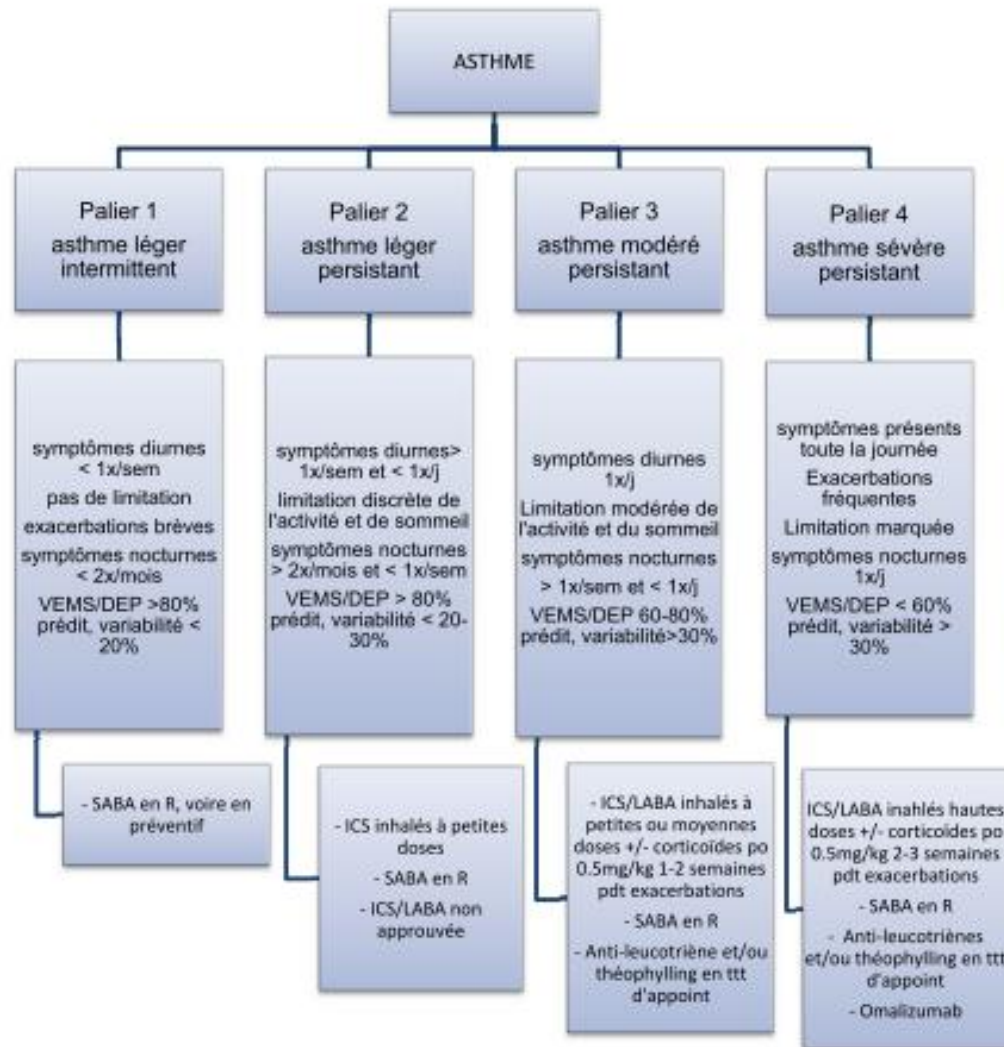 ASTHME
Palier 1
asthme léger
intermittent
Palier 2
asthme léger
persistant
Palier 3
asthme modéré
persistant
Palier 4
asthme sévère
persistant
symptômes diurnes
< 1x/sem
pas de limitation
exacerbations brèves
symptômes nocturnes
< 2x/mois
VEMS/DEP >80%
prédit, variabilité <
20%
symptômes diurnes>
1x/sem et < 1x/j
limitation discrète de
l'activité et de sommeil
symptômes nocturnes
> 2x/mois et < 1x/sem
VEMS/DEP > 80%
prédit, variabilité < 20-
30%
symptômes diurnes
1x/j
Limitation modérée de
l'activité et du sommeil
symptômes nocturnes
> 1x/sem et < 1x/j
VEMS/DEP 60-80%
prédit, variabilité>30%
symptômes présents
toute la journée
Exacerbations
fréquentes
Limitation marquée
symptômes nocturnes
1x/j
VEMS/DEP < 60%
prédit, variabilité >
30%
- SABA en R, voire en
préventif
- ICS inhalés à petites
doses
- SABA en R
- ICS/LABA non
approuvée
- ICS/LABA inhalés à
petites ou moyennes
doses +/- corticoïdes po
0.5mg/kg 1-2 semaines
pdt exacerbations
- SABA en R
- Anti-leucotriène et/ou
théophylling en ttt
d'appoint
ICS/LABA inahlés hautes
doses +/- corticoïdes po
0.5mg/kg 2-3 semaines
pdt exacerbations
- SABA en R
- Anti-leucotriènes
et/ou théophylling en ttt
d'appoint
- Omalizumab